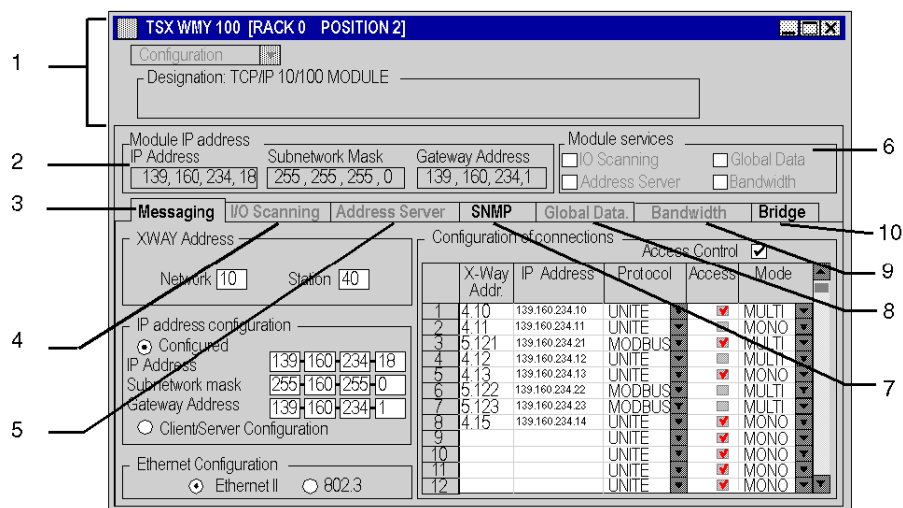 TSX WMY 100 [RACK 0 POSITION 2]
1
Configuration
Designation: TCP/IP 10/100 MODULE
Module IP address
Module services
6
2
IP Address Subnetwork Mask Gateway Address
I/O Scanning Global Data
139, 160, 234, 18 255 , 255 , 255 , 0 139 , 160, 234,1
Address Server Bandwidth
3
Messaging I/O Scanning Address Server SNMP Global Data. Bandwidth Bridge
10
XWAY Address
Configuration of connections
Access Control
9
Network 10 Station 40
X-Way Addr. IP Address Protocol Access Mode
8
1 4.10 139.160.234.10 UNITE MULTI
2 4.11 139.160.234.11 UNITE MONO
3 5.121 139.160.234.21 MODBUS MULTI
4 4.12 139.160.234.12 UNITE MULTI
5 4.13 139.160.234.13 UNITE MONO
6 5.122 139.160.234.22 MODBUS MULTI
7 5.123 139.160.234.23 MODBUS MULTI
8 4.15 139.160.234.14 UNITE MONO
9 UNITE MONO
10 UNITE MONO
11 UNITE MONO
12 UNITE MONO
7
4
IP address configuration
Configured
IP Address 139 160 234 18
Subnetwork mask 255 160 255 0
Gateway Address 139 160 234 1
5
Client/Server Configuration
Ethernet Configuration
Ethernet II 802.3